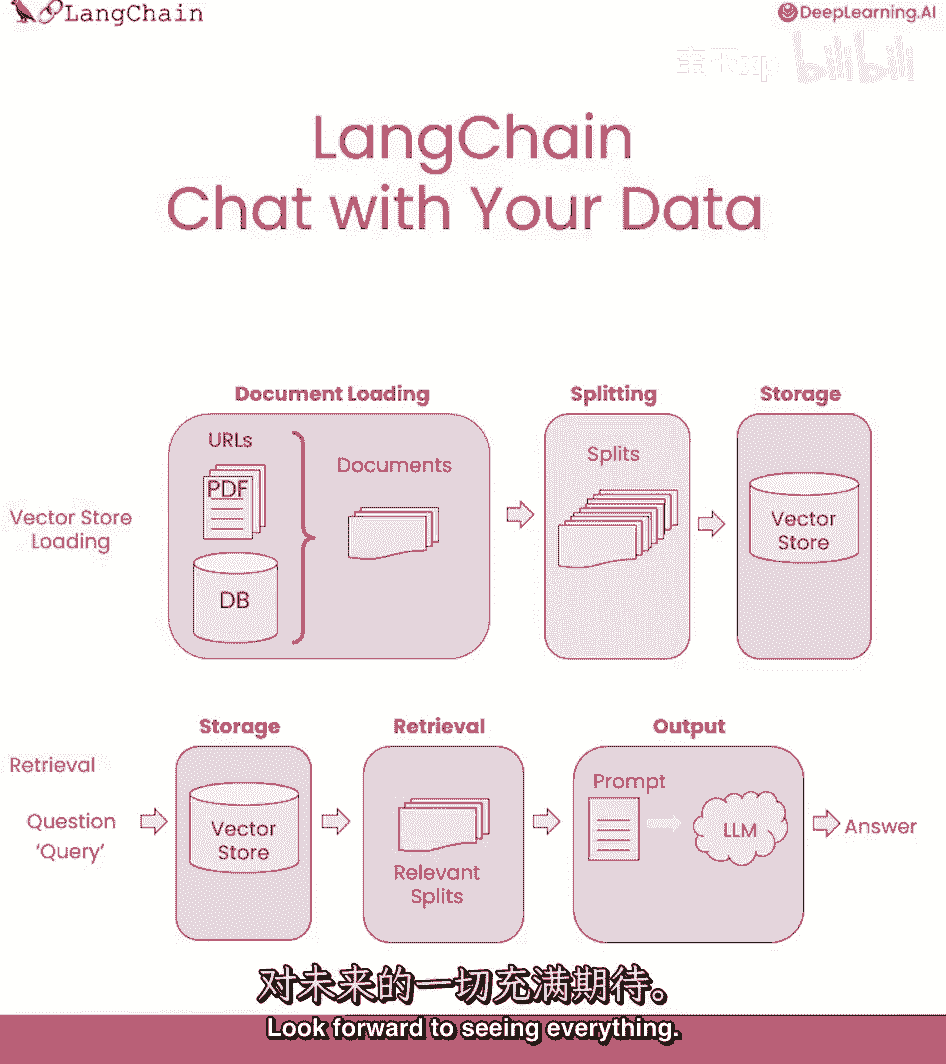 LangChain
DeepLearning.AI
bilibili
LangChain
Chat with Your Data
Document Loading
Splitting
Storage
URLs
PDF
DB
Documents
Splits
Vector Store
Loading
Vector
Store
Storage
Retrieval
Output
Retrieval
Question
‘Query’
Vector
Store
Relevant
Splits
Prompt
LLM
Answer
对未来的一切充满期待。
Look forward to seeing everything.